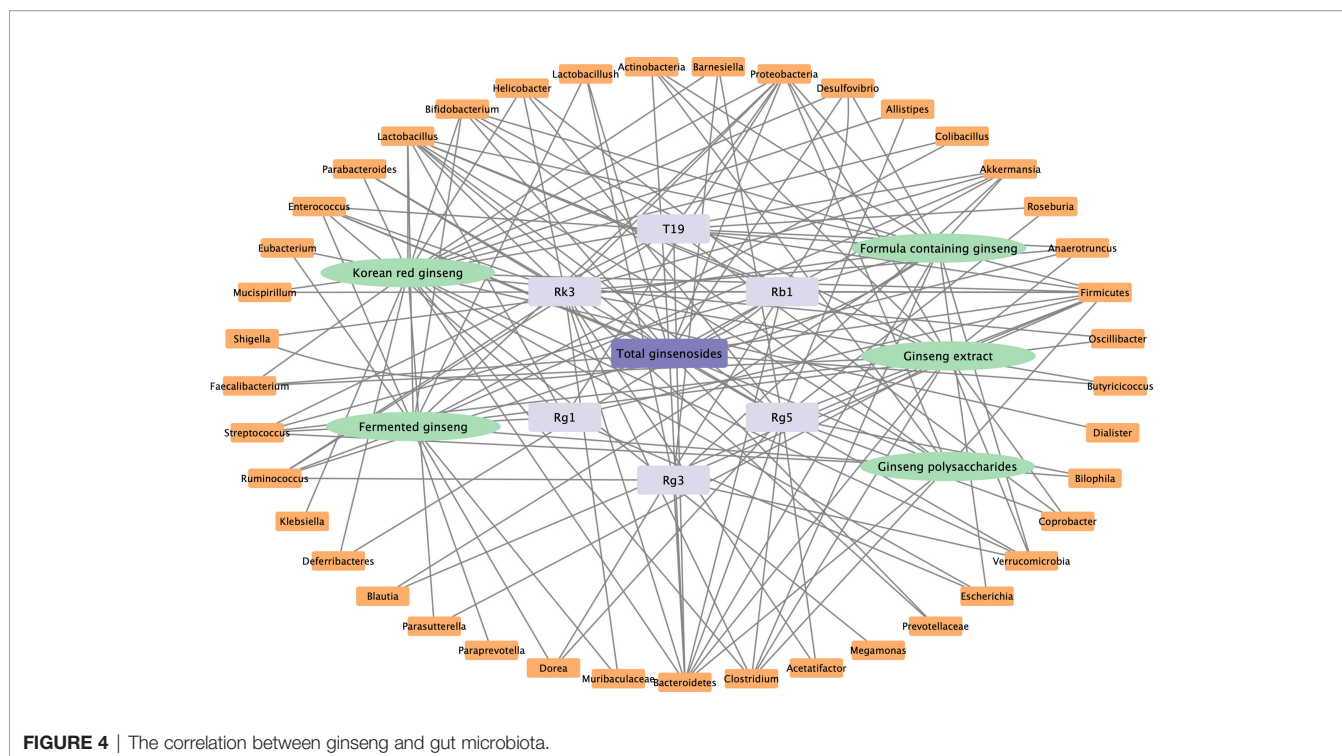 Actinobacteria
Barnesiella
Lactobacillush
Proteobacteria
Helicobacter
Desulfovibrio
Bifidobacterium
Allistipes
Lactobacillus
Colibacillus
Parabacteroides
Akkermansia
Enterococcus
Roseburia
T19
Eubacterium
Formula containing ginseng
Anaerotruncus
Korean red ginseng
Mucispirillum
Rk3
Rb1
Firmicutes
Shigella
Oscillibacter
Total ginsenosides
Ginseng extract
Faecalibacterium
Butyricicoccus
Rg1
Rg5
Fermented ginseng
Streptococcus
Dialister
Ginseng polysaccharides
Ruminococcus
Rg3
Bilophila
Klebsiella
Coprobacter
Deferribacteres
Verrucomicrobia
Blautia
Escherichia
Parasutterella
Prevotellaceae
Paraprevotella
Megamonas
Dorea
Acetatifactor
Muribaculaceae
Bacteroidetes
Clostridium
FIGURE 4 | The correlation between ginseng and gut microbiota.